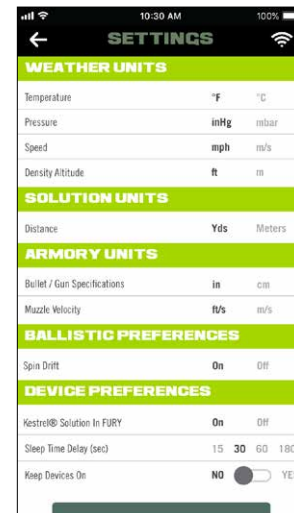 10:30 AM 100%
SETTINGS
WEATHER UNITS
Temperature °F °C
Pressure inHg mbar
Speed mph m/s
Density Altitude ft m
SOLUTION UNITS
Distance Yds Meters
ARMORY UNITS
Bullet / Gun Specifications in cm
Muzzle Velocity ft/s m/s
BALLISTIC PREFERENCES
Spin Drift On Off
DEVICE PREFERENCES
Kestrel® Solution In FURY On Off
Sleep Time Delay (sec) 15 30 60 180
Keep Devices On NO YES